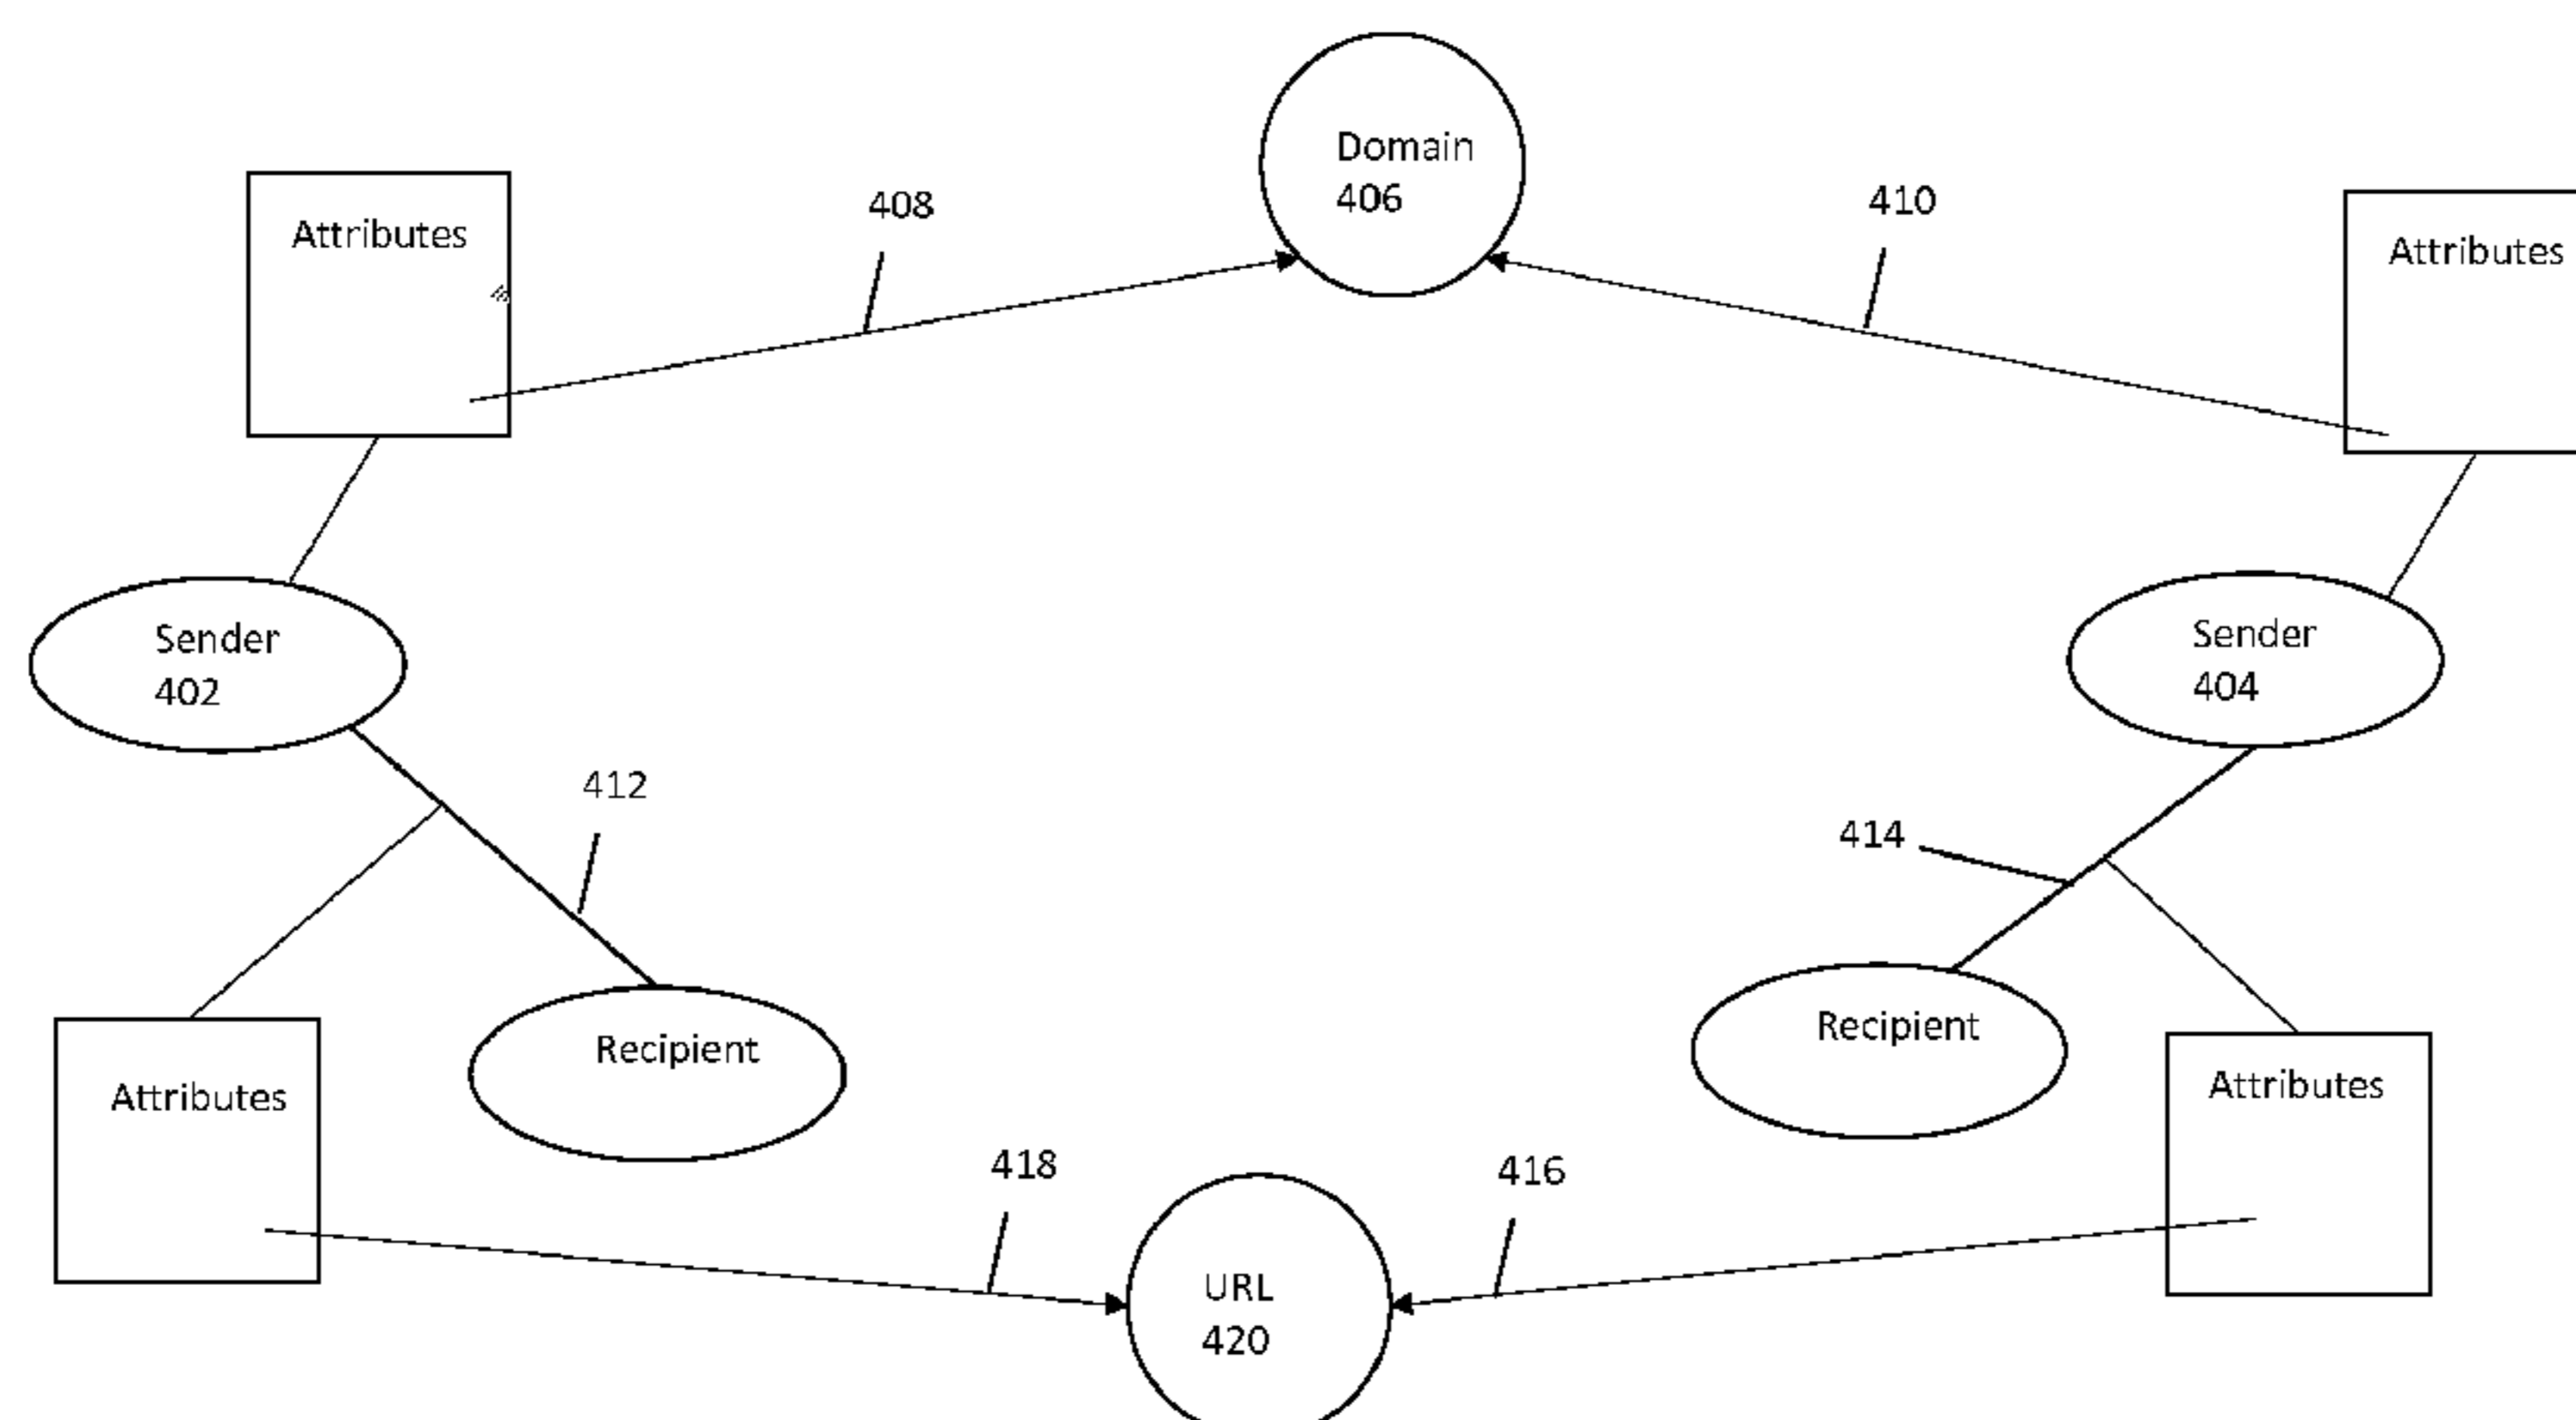 Domain
406
408
410
Attributes
Attributes
Sender
402
Sender
404
412
414
Recipient
Recipient
Attributes
Attributes
418
416
URL
420